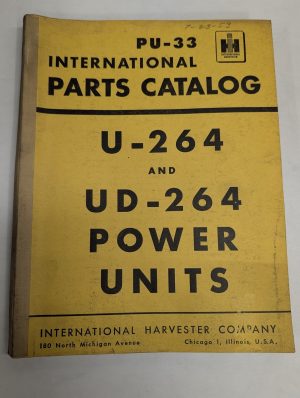 PU-33
INTERNATIONAL
PARTS CATALOG
U-264
AND
UD-264
POWER
UNITS
INTERNATIONAL HARVESTER COMPANY
180 North Michigan Avenue Chicago 1, Illinois, U.S.A.